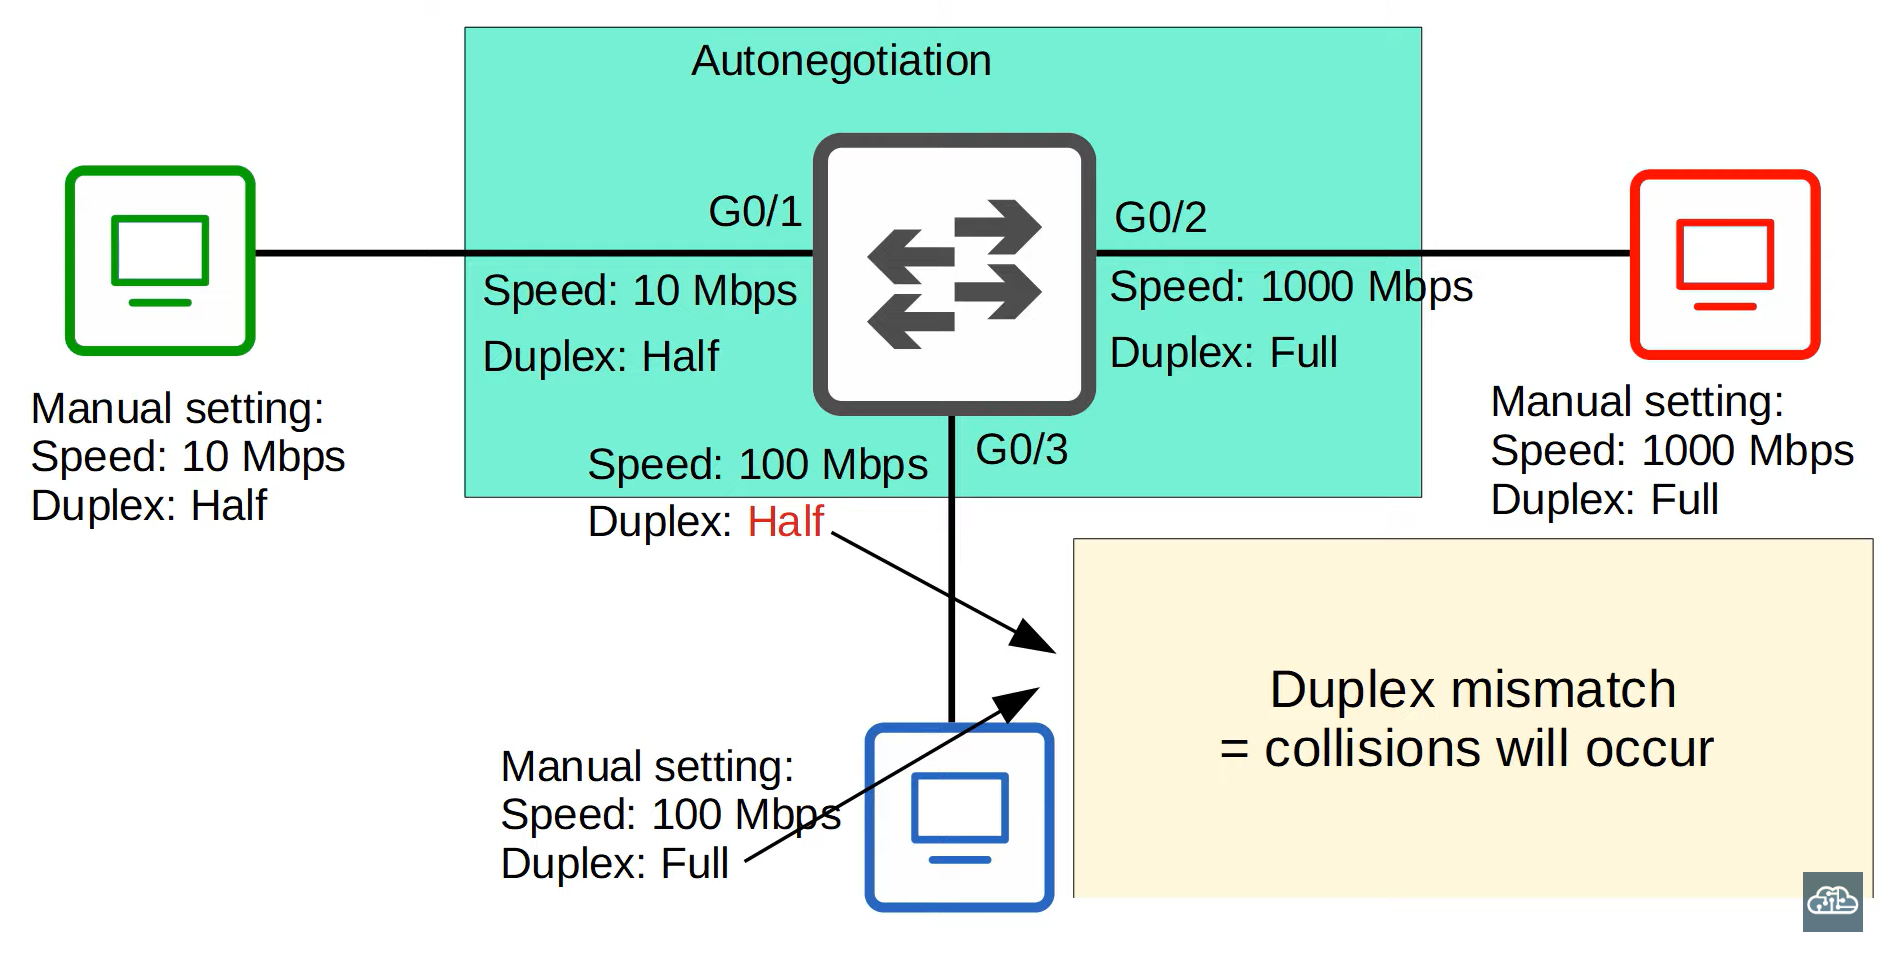 Autonegotiation
G0/1
G0/2
Speed: 10 Mbps
Duplex: Half
Speed: 1000 Mbps
Duplex: Full
Manual setting:
Speed: 10 Mbps
Duplex: Half
Manual setting:
Speed: 1000 Mbps
Duplex: Full
G0/3
Speed: 100 Mbps
Duplex: Half
Manual setting:
Speed: 100 Mbps
Duplex: Full
Duplex mismatch
= collisions will occur